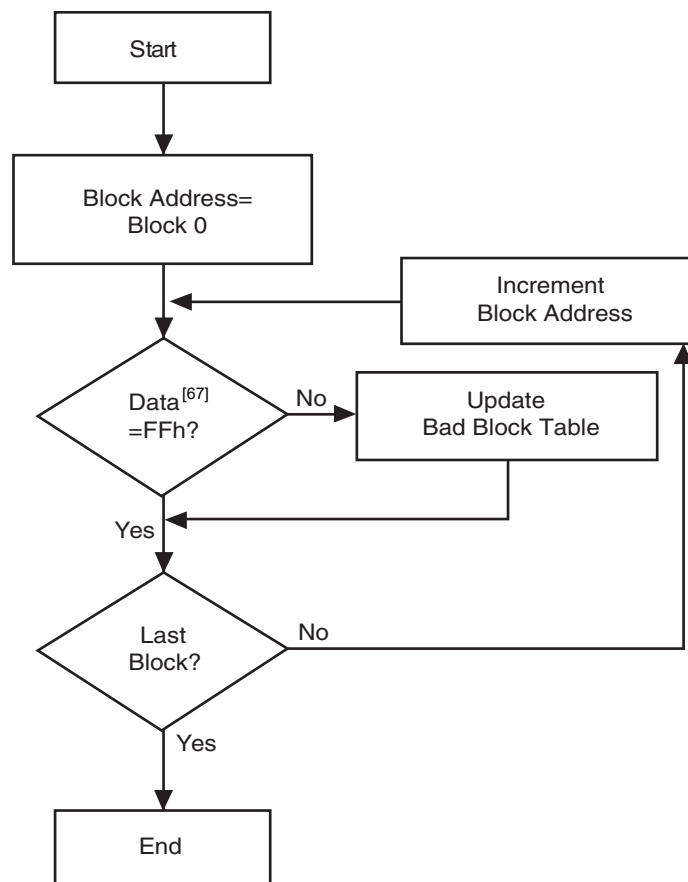 Start
Block Address=
Block 0
Increment
Block Address
Data[67]
=FFh?
No
Update
Bad Block Table
Yes
Last
Block?
No
Yes
End